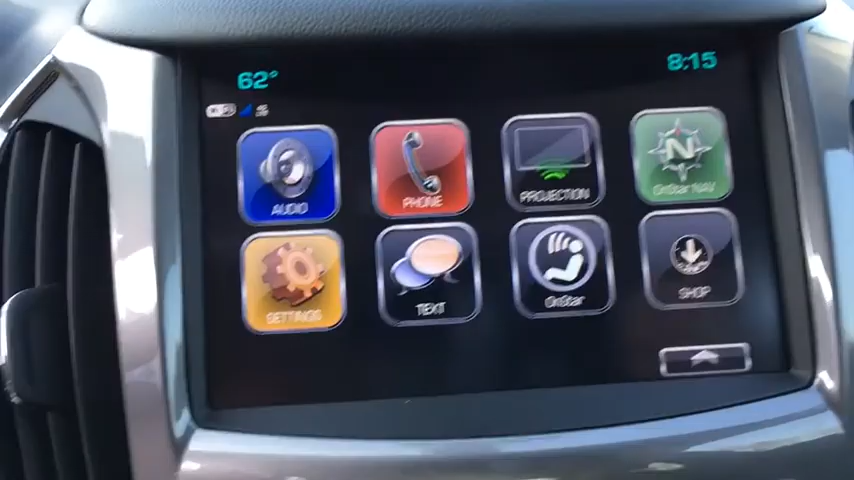 62°
8:15
AUDIO
PHONE
PROJECTION
N
OnStar NAV
SETTINGS
TEXT
OnStar
SHOP